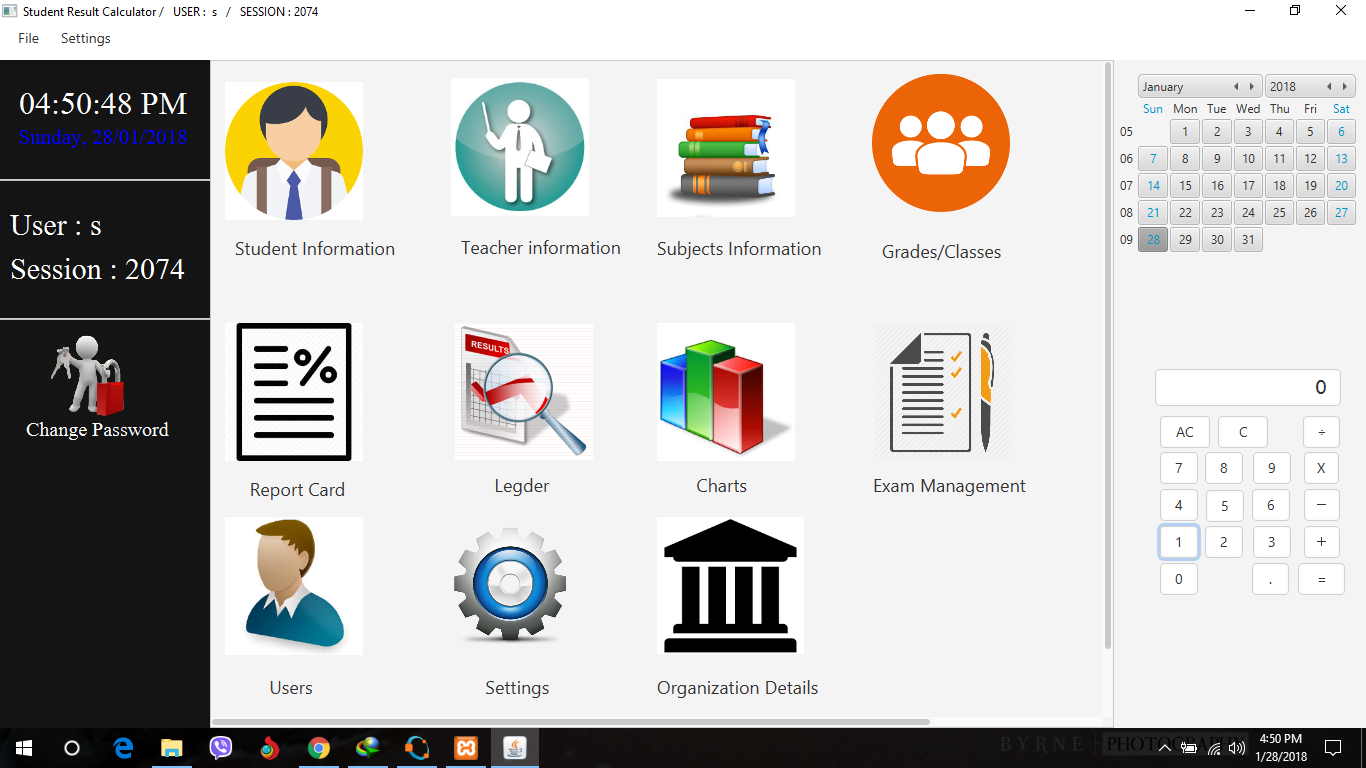 Student Result Calculator /   USER :  s   /   SESSION : 2074
File   Settings
04:50:48 PM
Sunday, 28/01/2018
User : s
Session : 2074
Change Password
Student Information
Teacher information
Subjects Information
Grades/Classes
%
RESULTS
Report Card
Legder
Charts
Exam Management
Users
Settings
Organization Details
January   2018
Sun Mon Tue Wed Thu Fri Sat
05 1 2 3 4 5 6
06 7 8 9 10 11 12 13
07 14 15 16 17 18 19 20
08 21 22 23 24 25 26 27
09 28 29 30 31
0
AC C ÷
7 8 9 X
4 5 6 −
1 2 3 +
0 . =
BYRNE | PHOTOGRAPHY
4:50 PM
1/28/2018